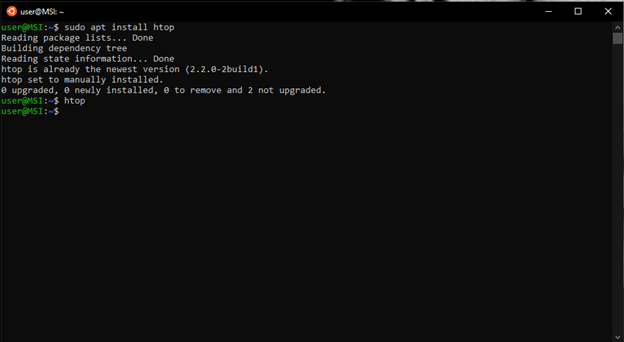 user@MSI: ~
user@MSI:~$ sudo apt install htop
Reading package lists... Done
Building dependency tree
Reading state information... Done
htop is already the newest version (2.2.0-2build1).
htop set to manually installed.
0 upgraded, 0 newly installed, 0 to remove and 2 not upgraded.
user@MSI:~$ htop
user@MSI:~$